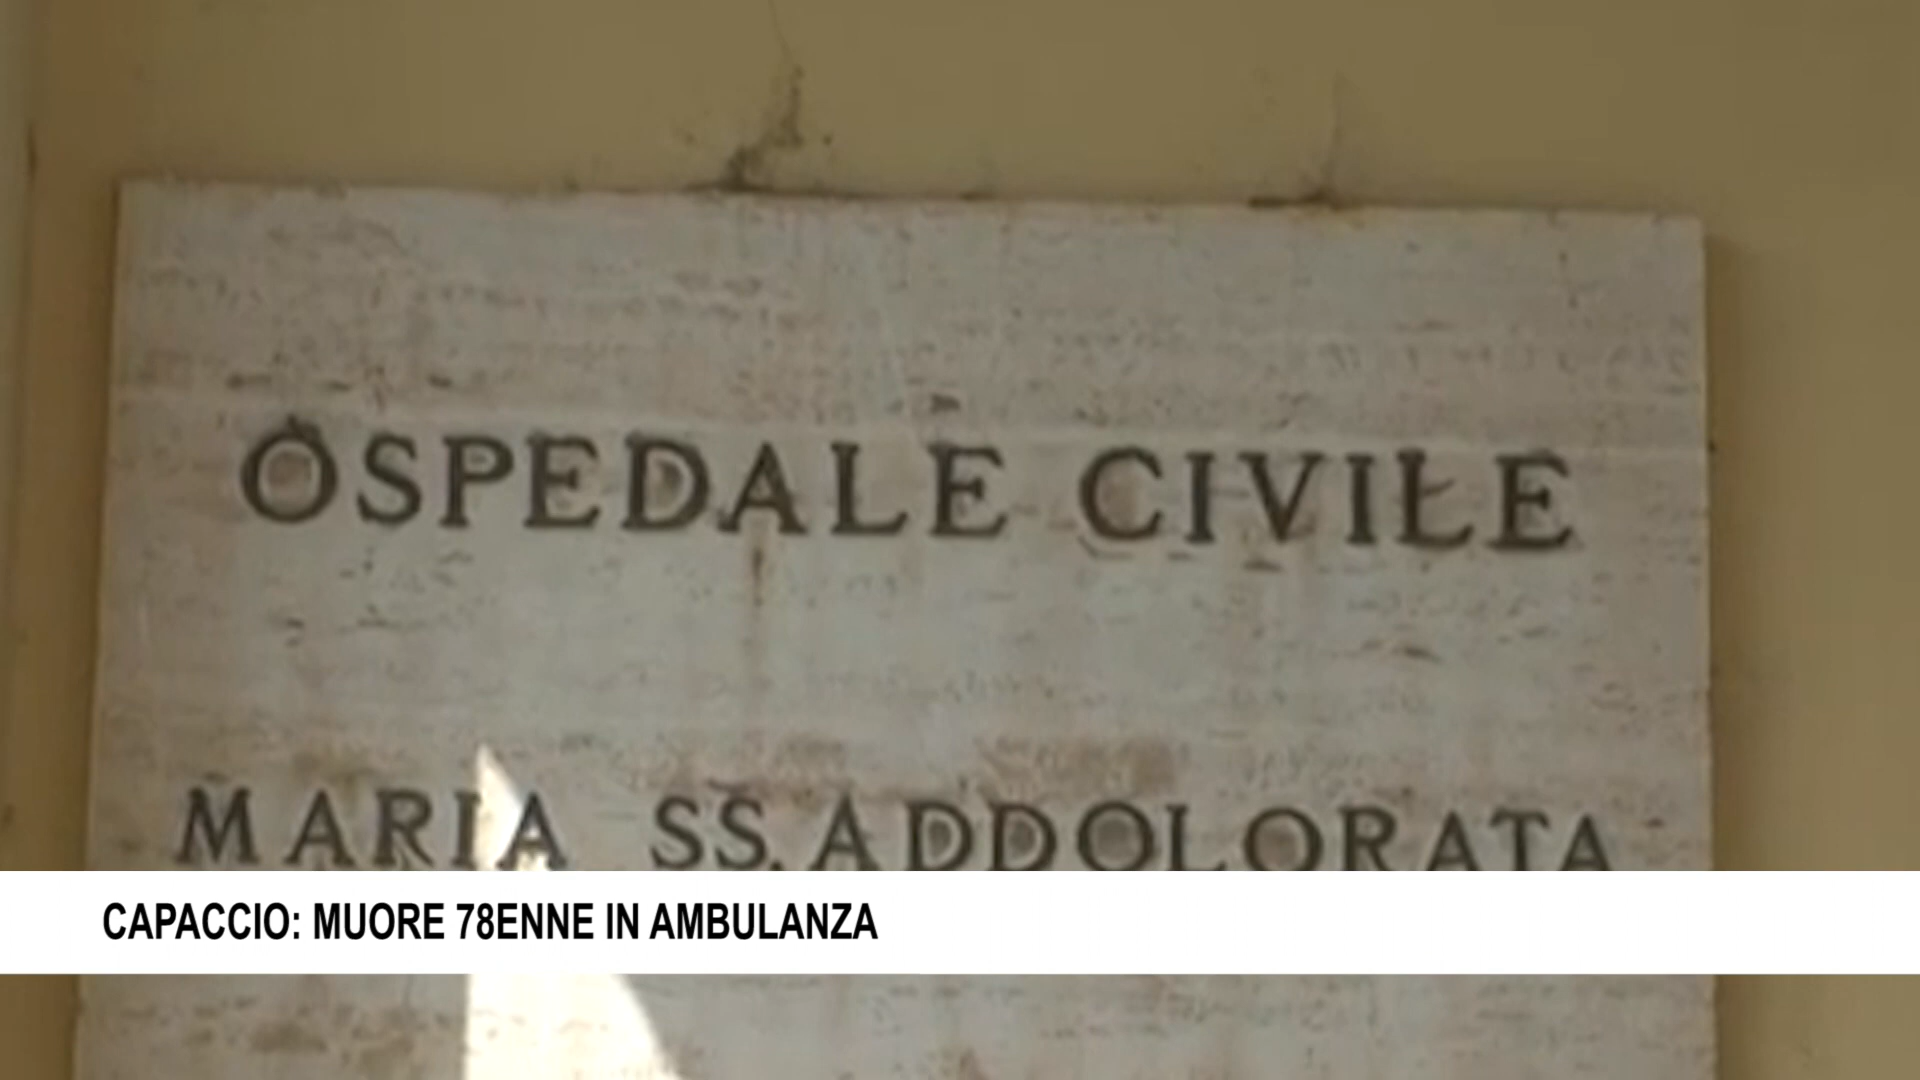 OSPEDALE CIVILE
MARIA SS. ADDOLORATA
CAPACCIO: MUORE 78ENNE IN AMBULANZA